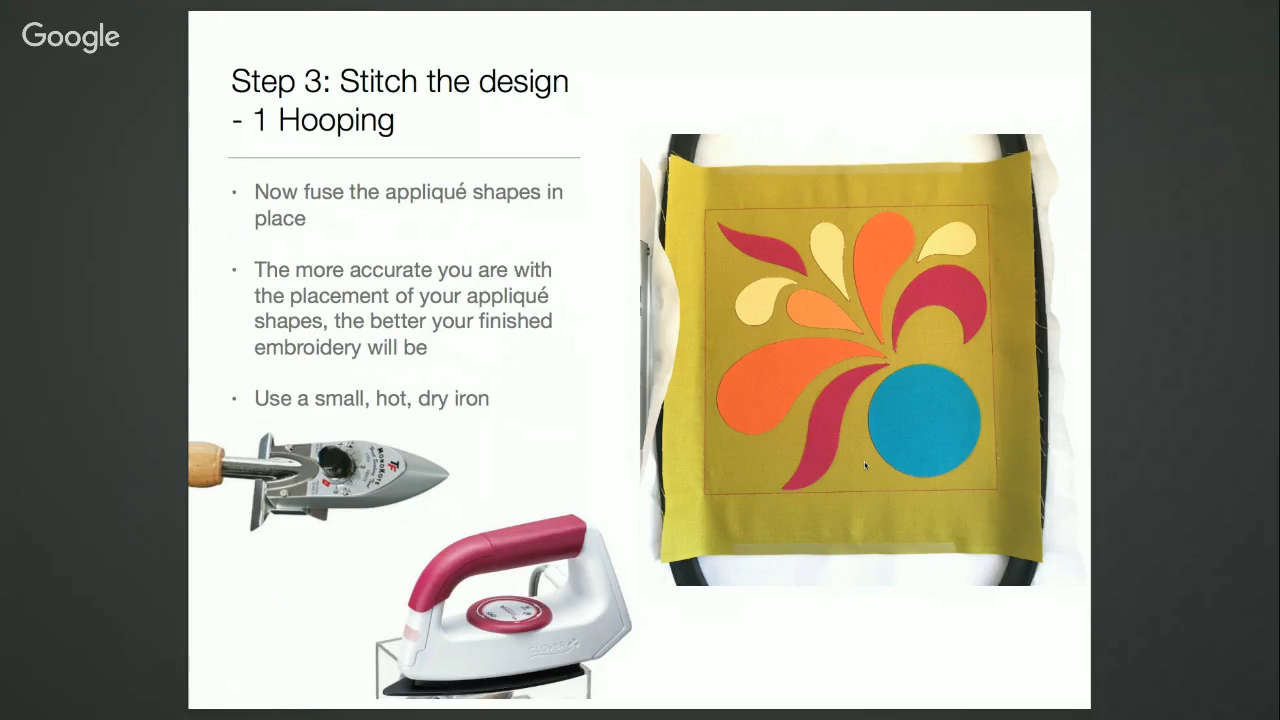 Google
Step 3: Stitch the design
- 1 Hooping
· Now fuse the appliqué shapes in
place
· The more accurate you are with
the placement of your appliqué
shapes, the better your finished
embroidery will be
· Use a small, hot, dry iron
CLOVER